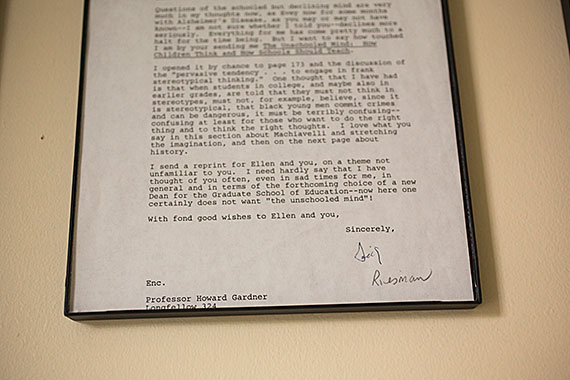 Questions of the schooled but declining mind are very
much in my thoughts now, as Evey now for some months
with Alzheimer's Disease, as you may or may not have
known--I am not sure whether I told you--declines more
seriously. Everything for me has come pretty much to a
halt for the time being. But I want to say how touched
I am by your sending me The Unschooled Mind: How
Children Think and How Schools Should Teach.
I opened it by chance to page 173 and the discussion of
the "pervasive tendency . . . to engage in frank
stereotypical thinking." One thought that I have had
is that when students in college, and maybe also in
earlier grades, are told that they must not think in
stereotypes, must not, for example, believe, since it
is stereotypical, that black young men commit crimes
and can be dangerous, it must be terribly confusing--
confusing at least for those who want to do the right
thing and to think the right thoughts. I love what you
say in this section about Machiavelli and stretching
the imagination, and then on the next page about
history.
I send a reprint for Ellen and you, on a theme not
unfamiliar to you. I need hardly say that I have
thought of you often, even in sad times for me, in
general and in terms of the forthcoming choice of a new
Dean for the Graduate School of Education--now here one
certainly does not want "the unschooled mind"!
With fond good wishes to Ellen and you,
Sincerely,
Riesman
Enc.
Professor Howard Gardner
Longfellow 324